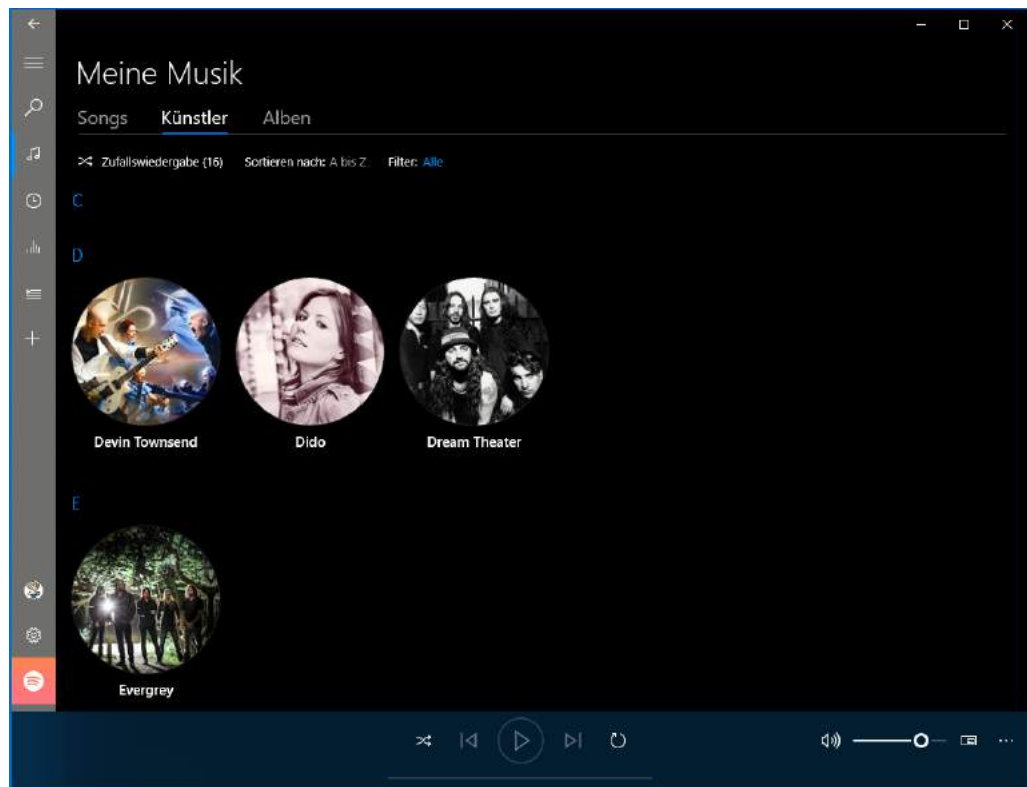 Meine Musik
Songs Künstler Alben
Zufallswiedergabe (16) Sortieren nach: A bis Z Filter: Alle
C
D
Devin Townsend Dido Dream Theater
E
Evergrey